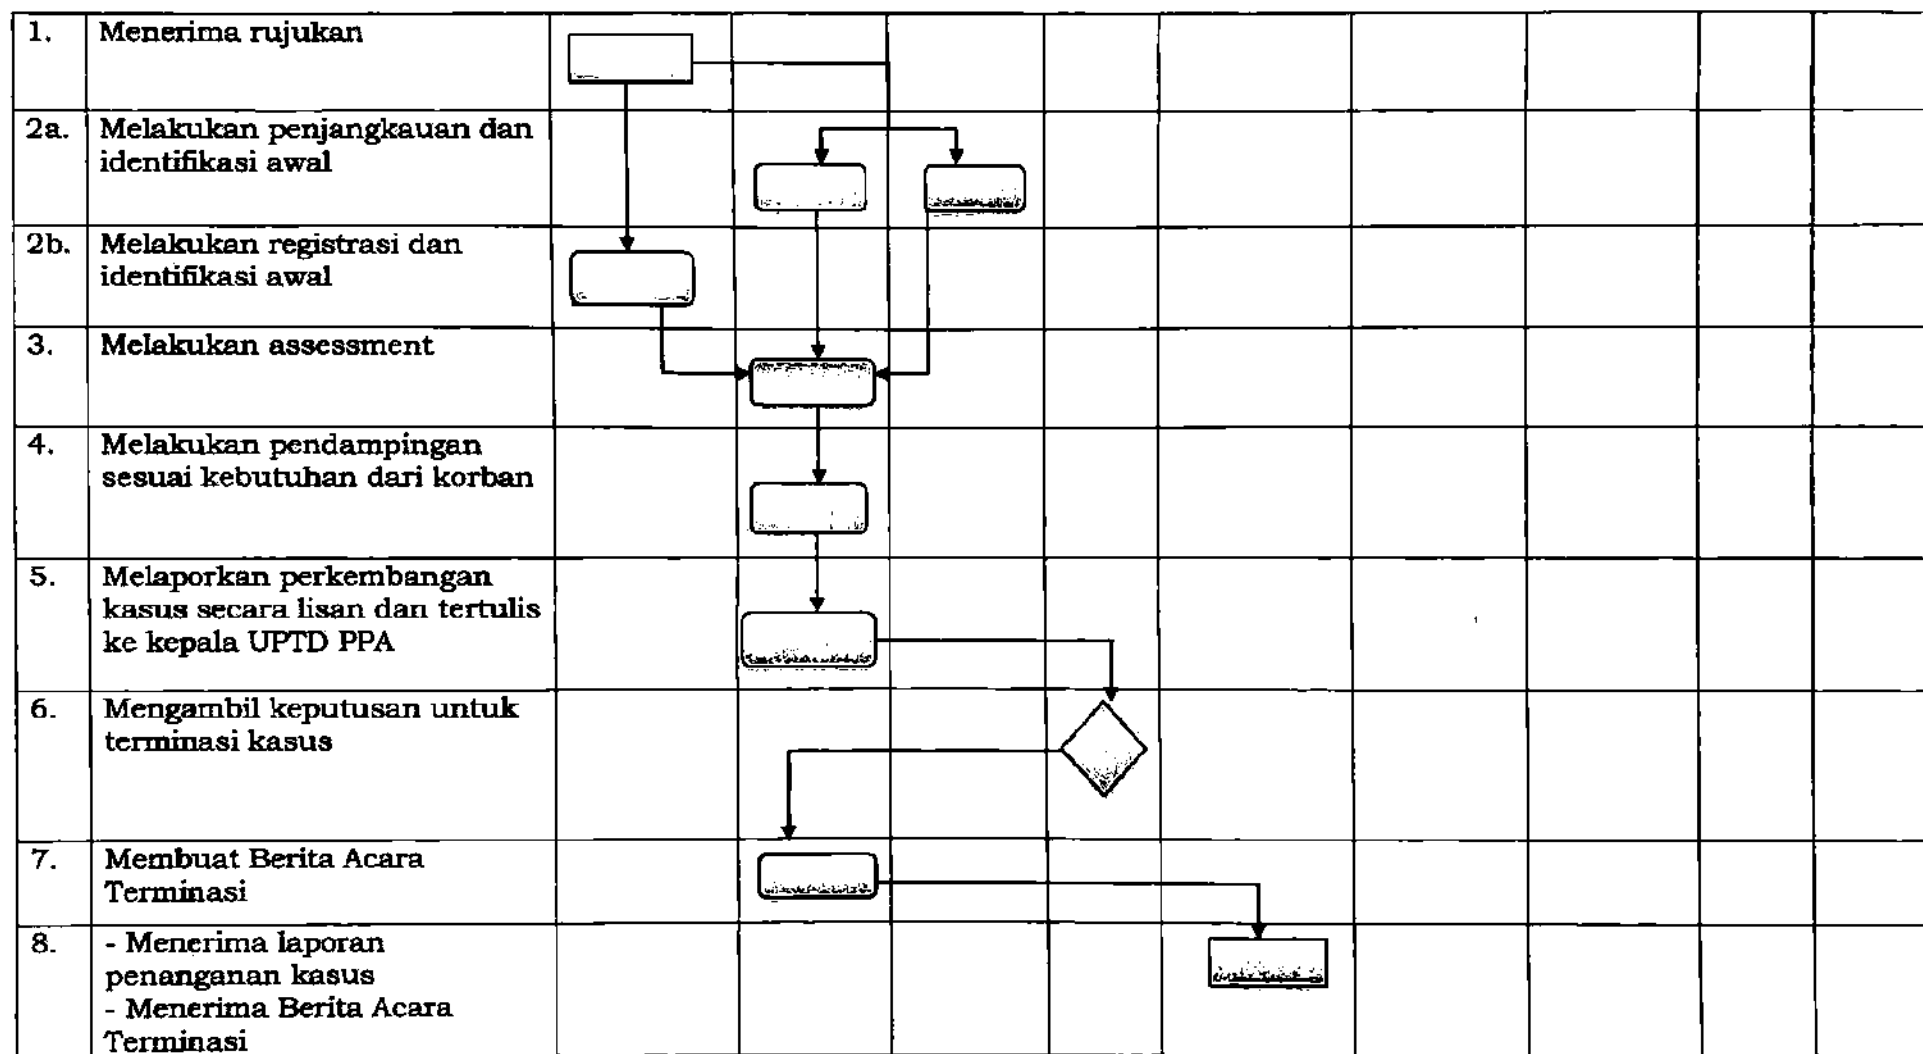 1. Menerima rujukan
2a. Melakukan penjangkauan dan
identifikasi awal
2b. Melakukan registrasi dan
identifikasi awal
3. Melakukan assessment
4. Melakukan pendampingan
sesuai kebutuhan dari korban
5. Melaporkan perkembangan
kasus secara lisan dan tertulis
ke kepala UPTD PPA
6. Mengambil keputusan untuk
terminasi kasus
7. Membuat Berita Acara
Terminasi
8. - Menerima laporan
penanganan kasus
- Menerima Berita Acara
Terminasi